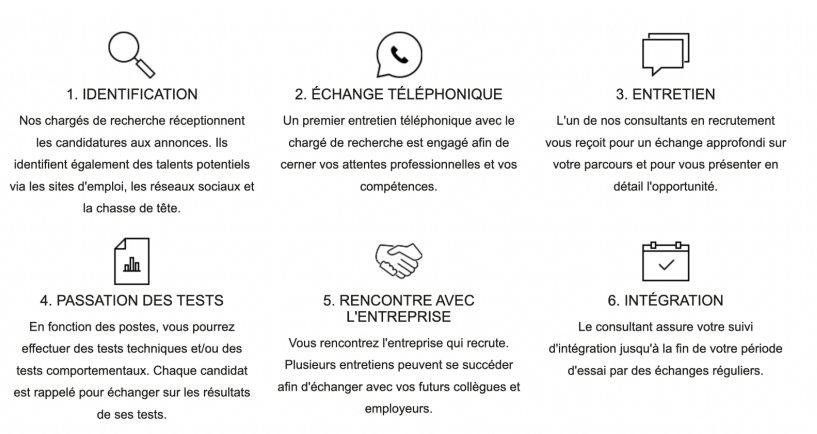 1. IDENTIFICATION
Nos chargés de recherche réceptionnent
les candidatures aux annonces. Ils
identifient également des talents potentiels
via les sites d'emploi, les réseaux sociaux et
la chasse de tête.
2. ÉCHANGE TÉLÉPHONIQUE
Un premier entretien téléphonique avec le
chargé de recherche est engagé afin de
cerner vos attentes professionnelles et vos
compétences.
3. ENTRETIEN
L'un de nos consultants en recrutement
vous reçoit pour un échange approfondi sur
votre parcours et pour vous présenter en
détail l'opportunité.
4. PASSATION DES TESTS
En fonction des postes, vous pourrez
effectuer des tests techniques et/ou des
tests comportementaux. Chaque candidat
est rappelé pour échanger sur les résultats
de ses tests.
5. RENCONTRE AVEC
L'ENTREPRISE
Vous rencontrez l'entreprise qui recrute.
Plusieurs entretiens peuvent se succéder
afin d'échanger avec vos futurs collègues et
employeurs.
6. INTÉGRATION
Le consultant assure votre suivi
d'intégration jusqu'à la fin de votre période
d'essai par des échanges réguliers.